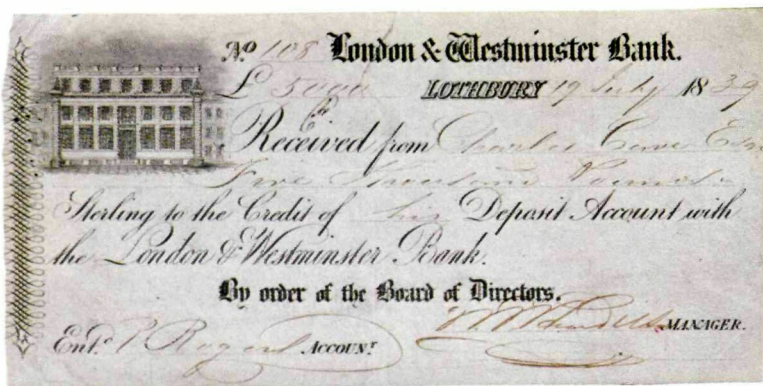 No 108 London & Westminster Bank.
£ 5000 LOTHBURY 19 July 1839
Received from Charles Cave Esqr
Five Thousand Pounds
Sterling to the Credit of his Deposit Account with
the London & Westminster Bank.
By order of the Board of Directors.
MANAGER.
Entd. P Rogers ACCOUNt